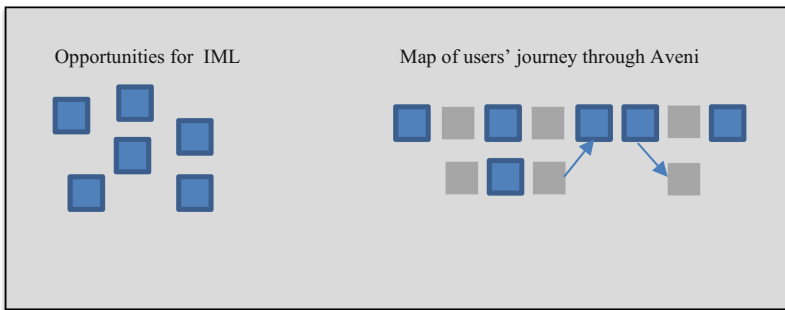 Opportunities for IML
Map of users’ journey through Aveni